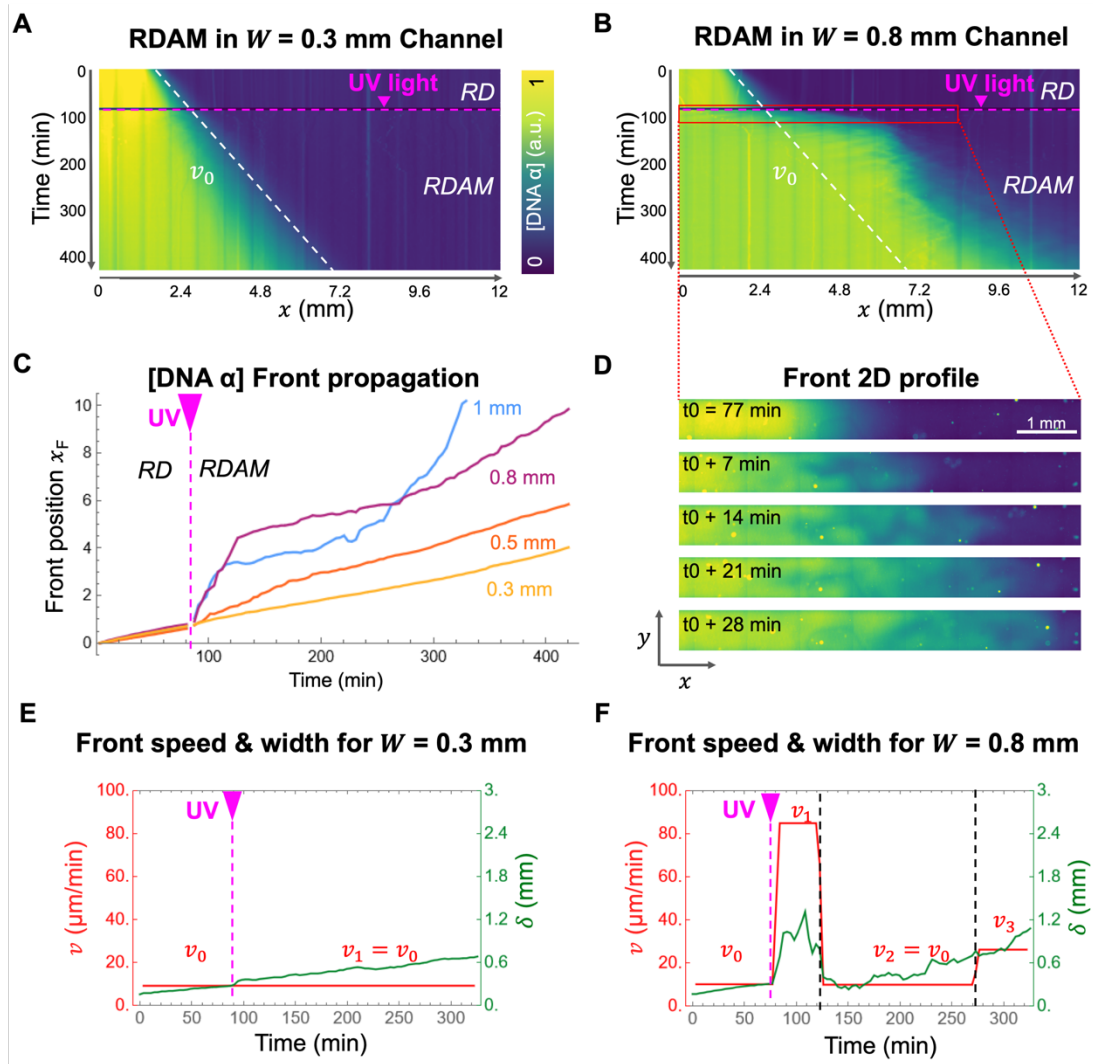 A
RDAM in W = 0.3 mm Channel
Time (min)
0
100
200
300
400
UV light
RD
v₀
RDAM
0
2.4
4.8
7.2
9.6
12
x (mm)
0 [DNA α] (a.u.) 1
B
RDAM in W = 0.8 mm Channel
Time (min)
0
100
200
300
400
UV light
RD
v₀
RDAM
0
2.4
4.8
7.2
9.6
12
x (mm)
C
[DNA α] Front propagation
UV
RD
RDAM
1 mm
0.8 mm
0.5 mm
0.3 mm
Front position x_F
10
8
6
4
2
0
100
200
300
400
Time (min)
D
Front 2D profile
t0 = 77 min
1 mm
t0 + 7 min
t0 + 14 min
t0 + 21 min
t0 + 28 min
y
x
E
Front speed & width for W = 0.3 mm
UV
v (μm/min)
100.
80.
60.
40.
20.
0.
v₀
v₁ = v₀
3.
2.4
1.8
1.2
0.6
0.
δ (mm)
0
50
100
150
200
250
300
Time (min)
F
Front speed & width for W = 0.8 mm
UV
v (μm/min)
100.
80.
60.
40.
20.
0.
v₀
v₁
v₂ = v₀
v₃
3.
2.4
1.8
1.2
0.6
0.
δ (mm)
0
50
100
150
200
250
300
Time (min)